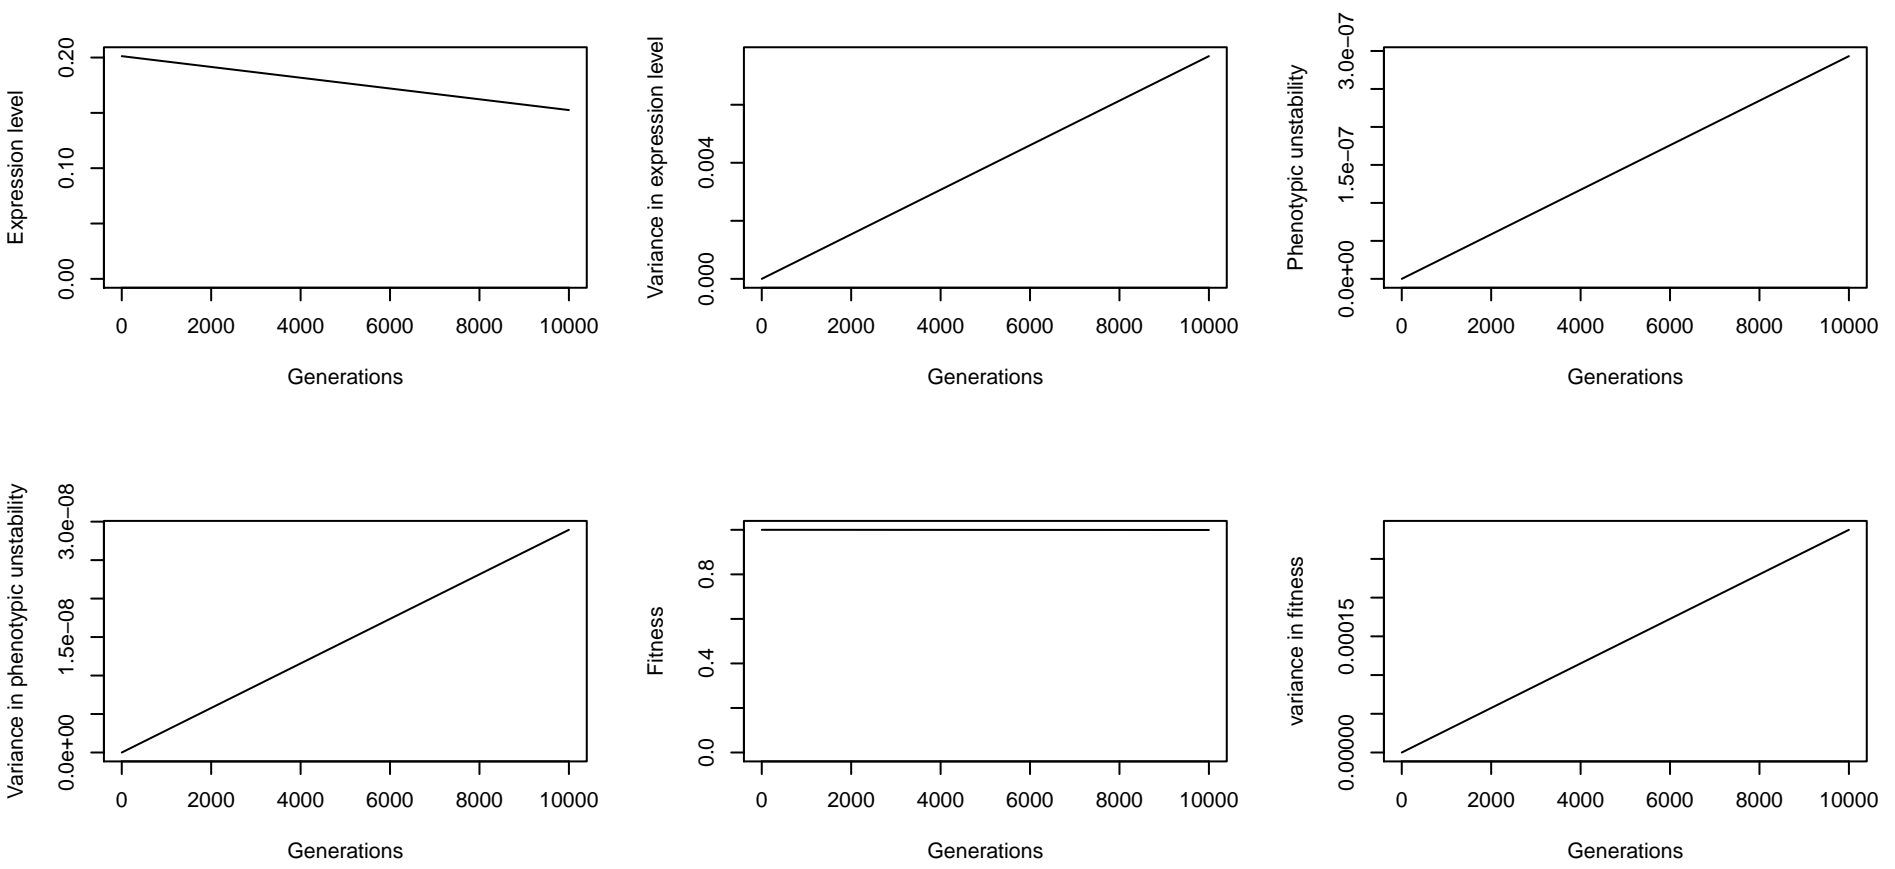 Expression level
0.00 0.10 0.20
0 2000 4000 6000 8000 10000
Generations
Variance in expression level
0.000 0.004
0 2000 4000 6000 8000 10000
Generations
Phenotypic unstability
0.0e+00 1.5e−07 3.0e−07
0 2000 4000 6000 8000 10000
Generations
Variance in phenotypic unstability
0.0e+00 1.5e−08 3.0e−08
0 2000 4000 6000 8000 10000
Generations
Fitness
0.0 0.4 0.8
0 2000 4000 6000 8000 10000
Generations
variance in fitness
0.00000 0.00015
0 2000 4000 6000 8000 10000
Generations